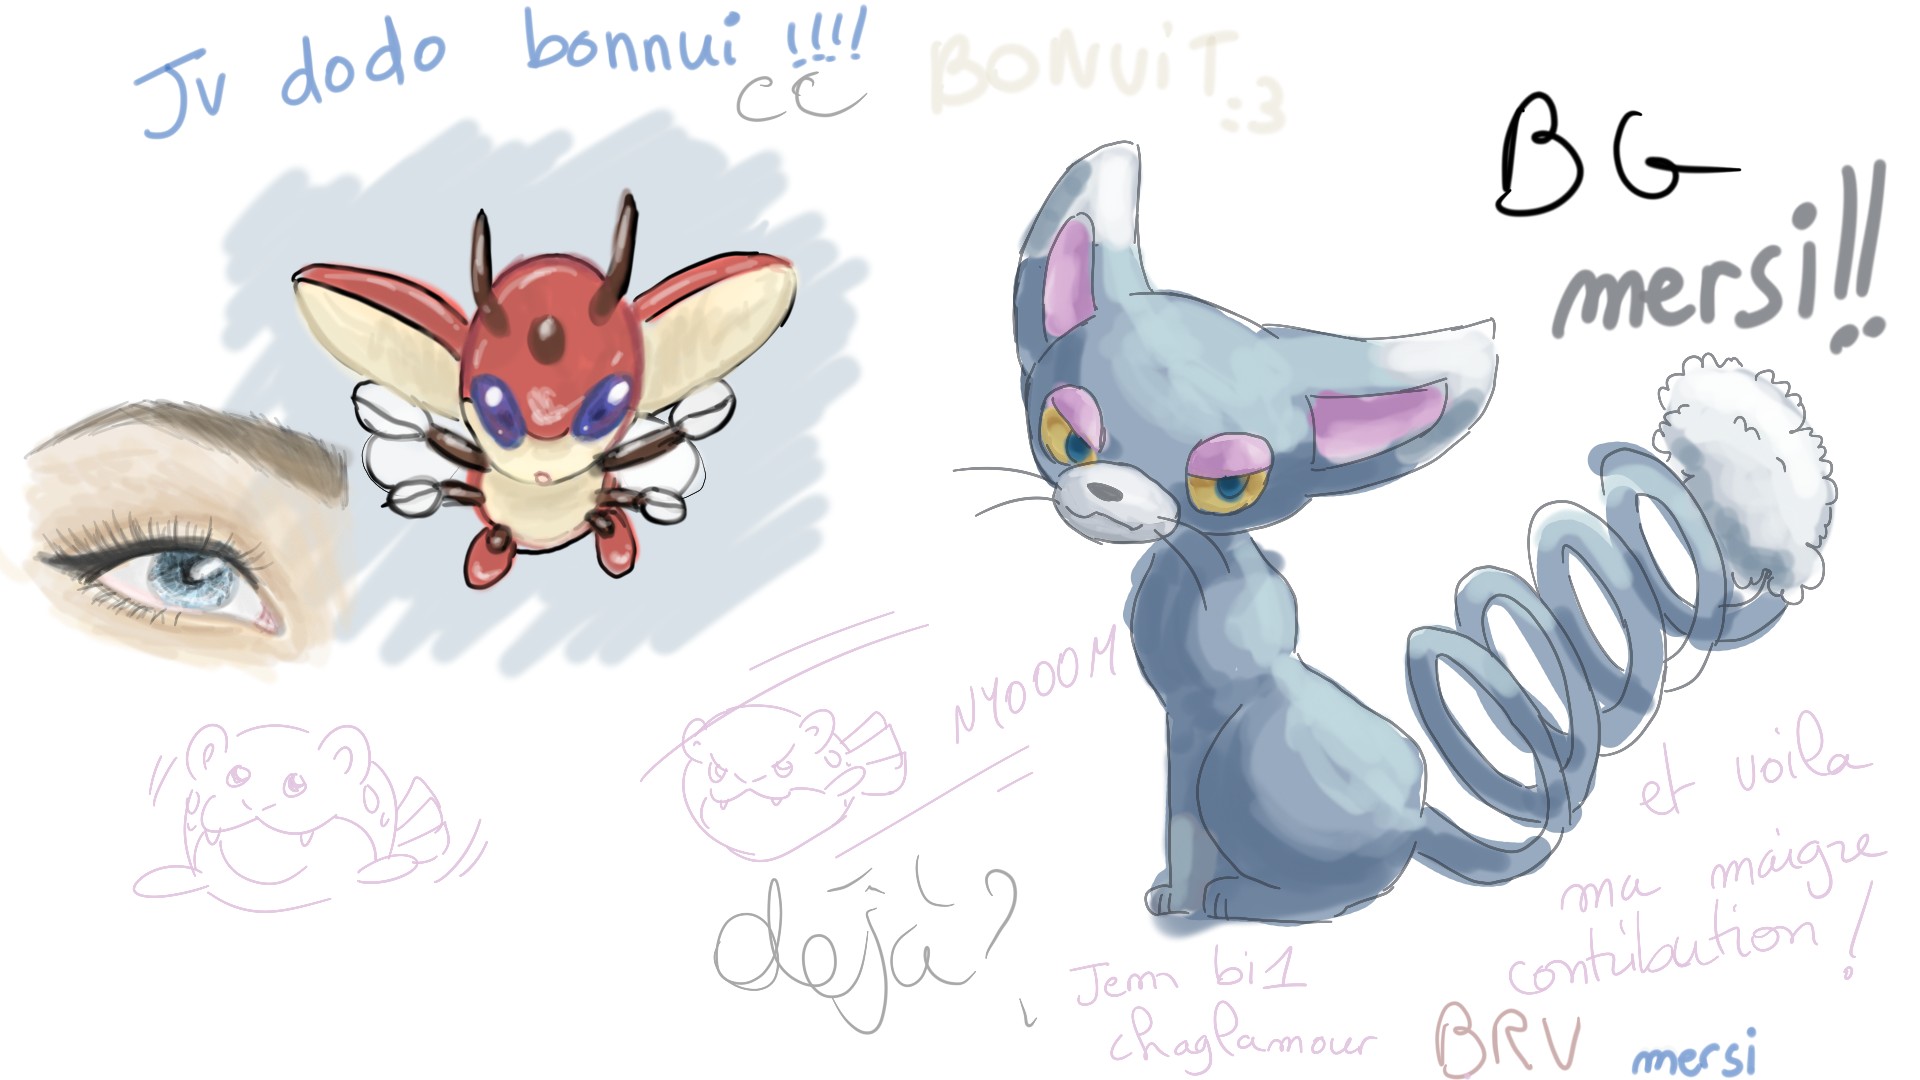 Jv dodo bonnui !!!!
cc
BONUiT :3
BG
mersi!!
NYOOOM
et voila
ma maigre
contribution !
déjà ?
Jem bi1
chaglamour
BRV
mersi